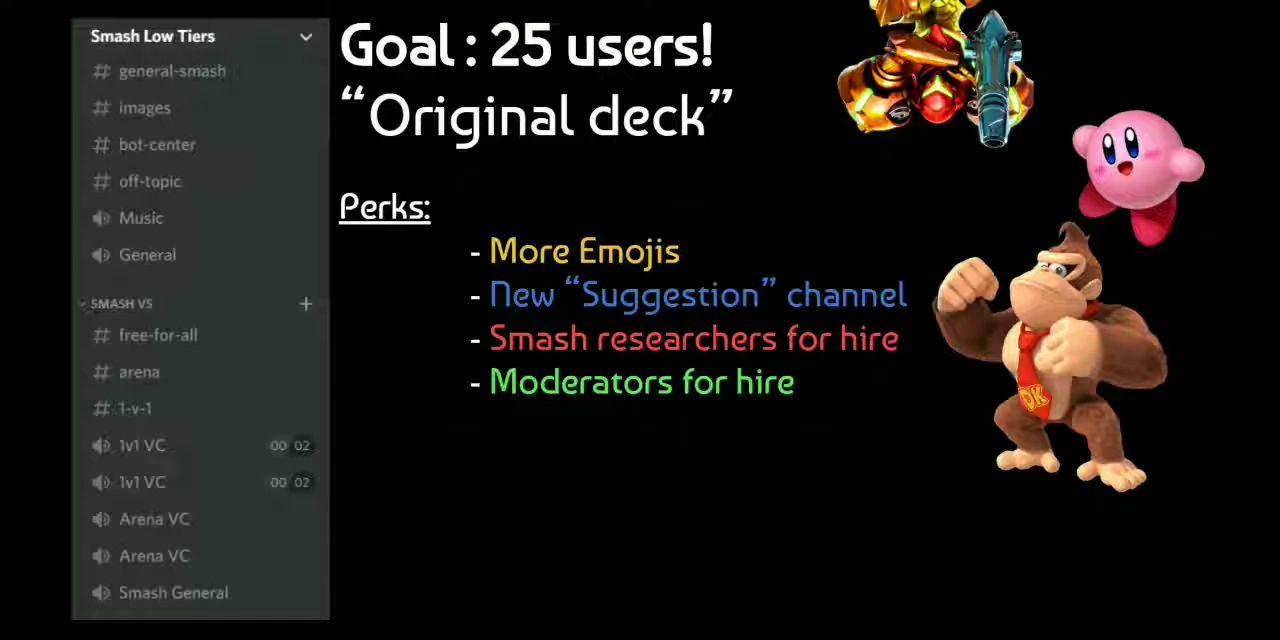 Smash Low Tiers
# general-smash
# images
# bot-center
# off-topic
Music
General
SMASH VS +
# free-for-all
# arena
# 1-v-1
1v1 VC 00 02
1v1 VC 00 02
Arena VC
Arena VC
Smash General
Goal : 25 users!
“Original deck”
Perks:
- More Emojis
- New “Suggestion” channel
- Smash researchers for hire
- Moderators for hire
DK